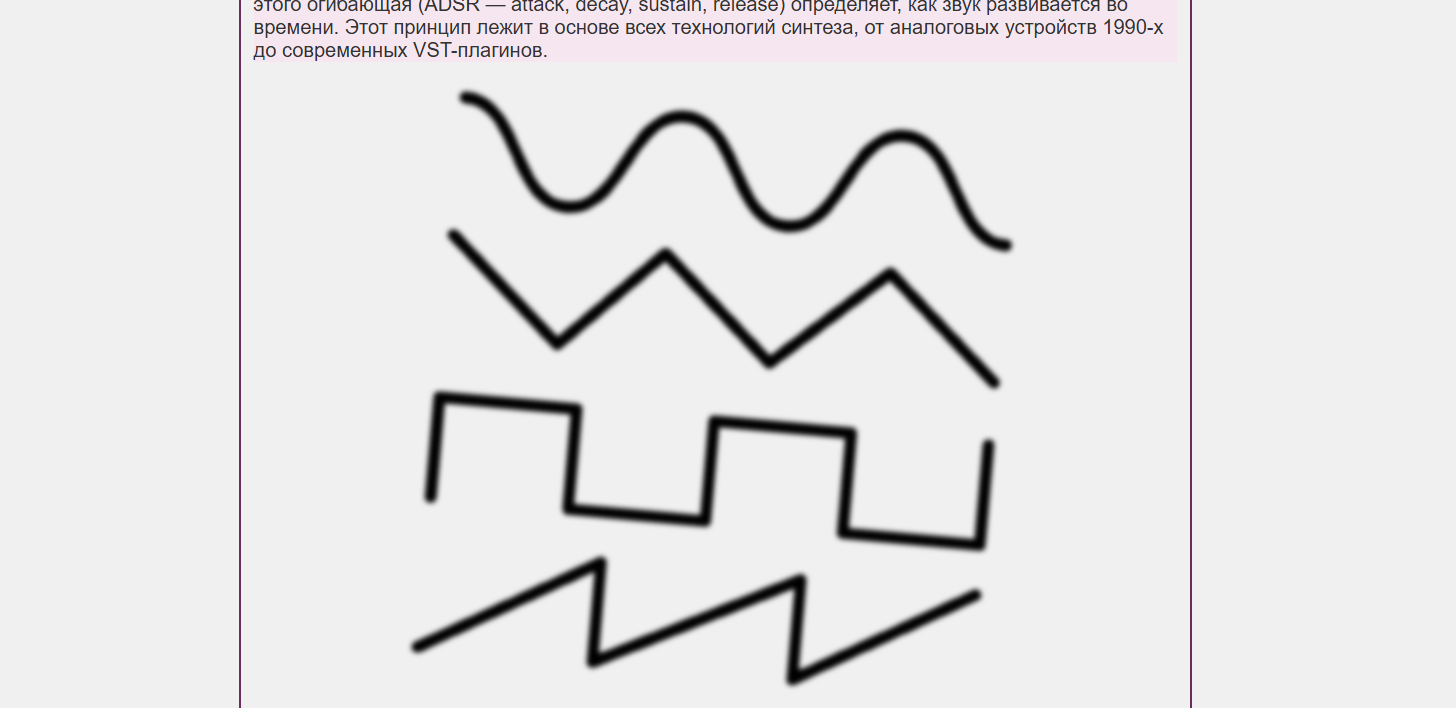 этого огибающая (ADSR — attack, decay, sustain, release) определяет, как звук развивается во
времени. Этот принцип лежит в основе всех технологий синтеза, от аналоговых устройств 1990-х
до современных VST-плагинов.